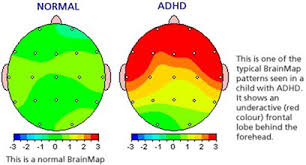 NORMAL
ADHD
This is one of the
typical BrainMap
patterns seen in a
child with ADHD.
It shows an
underactive (red
colour) frontal
lobe behind the
forehead.
-3 -2 -1 0 1 2 3
-3 -2 -1 0 1 2 3
This is a normal BrainMap